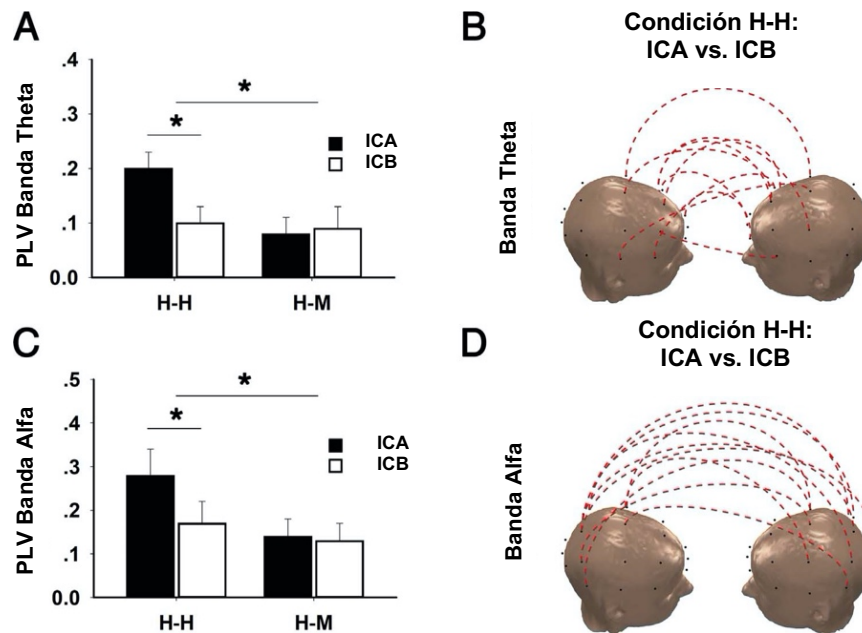 A
PLV Banda Theta
.4
.3
.2
.1
0.0
*
*
ICA
ICB
H-H
H-M
B
Condición H-H:
ICA vs. ICB
Banda Theta
C
PLV Banda Alfa
.5
.4
.3
.2
.1
0.0
*
*
ICA
ICB
H-H
H-M
D
Condición H-H:
ICA vs. ICB
Banda Alfa